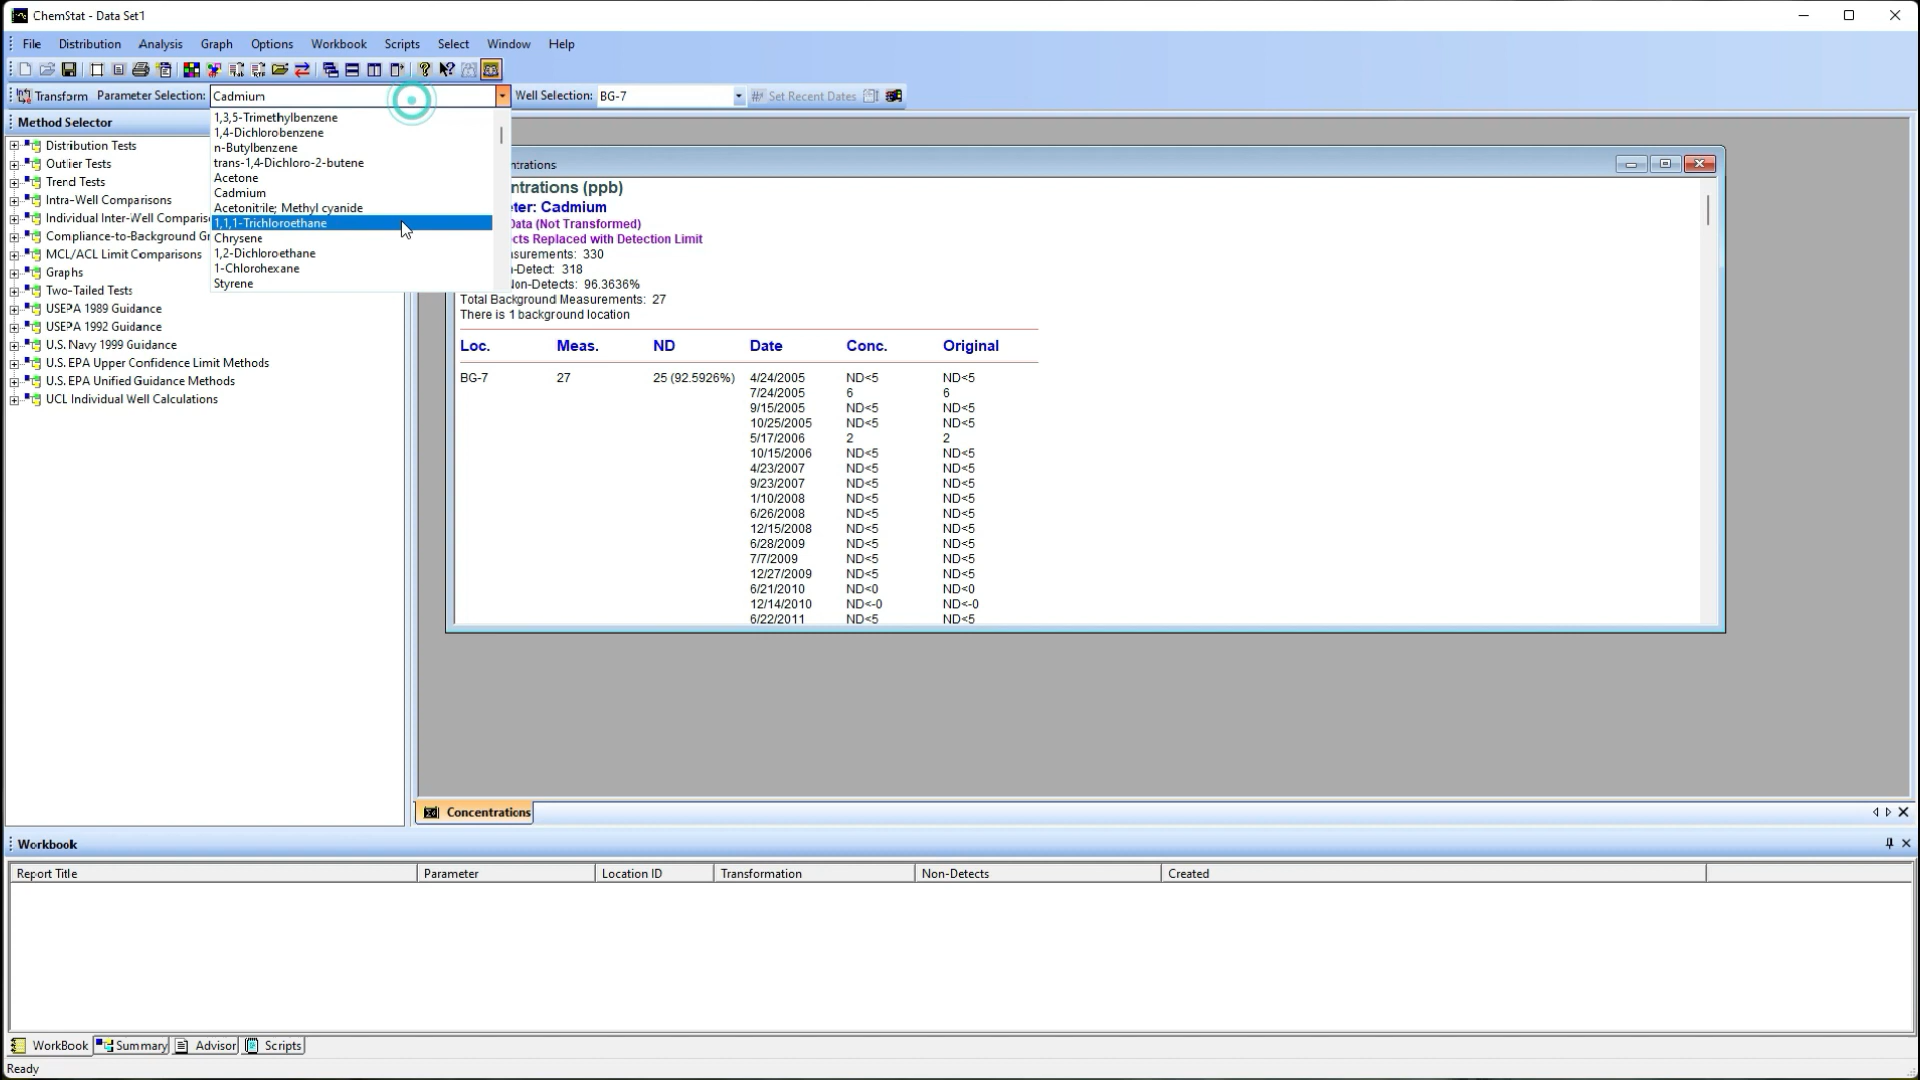 ChemStat - Data Set1
File Distribution Analysis Graph Options Workbook Scripts Select Window Help
Transform Parameter Selection: Cadmium Well Selection: BG-7 Set Recent Dates
Method Selector
Distribution Tests
Outlier Tests
Trend Tests
Intra-Well Comparisons
Individual Inter-Well Comparis
Compliance-to-Background Gr
MCL/ACL Limit Comparisons
Graphs
Two-Tailed Tests
USEPA 1989 Guidance
USEPA 1992 Guidance
U.S. Navy 1999 Guidance
U.S. EPA Upper Confidence Limit Methods
U.S. EPA Unified Guidance Methods
UCL Individual Well Calculations
1,3,5-Trimethylbenzene
1,4-Dichlorobenzene
n-Butylbenzene
trans-1,4-Dichloro-2-butene
Acetone
Cadmium
Acetonitrile; Methyl cyanide
1,1,1-Trichloroethane
Chrysene
1,2-Dichloroethane
1-Chlorohexane
Styrene
ntrations
ntrations (ppb)
ter: Cadmium
Data (Not Transformed)
ects Replaced with Detection Limit
surements: 330
-Detect: 318
Non-Detects: 96.3636%
Total Background Measurements: 27
There is 1 background location
Loc. Meas. ND Date Conc. Original
BG-7 27 25 (92.5926%) 4/24/2005 ND<5 ND<5
7/24/2005 6 6
9/15/2005 ND<5 ND<5
10/25/2005 ND<5 ND<5
5/17/2006 2 2
10/15/2006 ND<5 ND<5
4/23/2007 ND<5 ND<5
9/23/2007 ND<5 ND<5
1/10/2008 ND<5 ND<5
6/26/2008 ND<5 ND<5
12/15/2008 ND<5 ND<5
6/28/2009 ND<5 ND<5
7/7/2009 ND<5 ND<5
12/27/2009 ND<5 ND<5
6/21/2010 ND<0 ND<0
12/14/2010 ND<-0 ND<-0
6/22/2011 ND<5 ND<5
Concentrations
Workbook
Report Title Parameter Location ID Transformation Non-Detects Created
WorkBook Summary Advisor Scripts
Ready